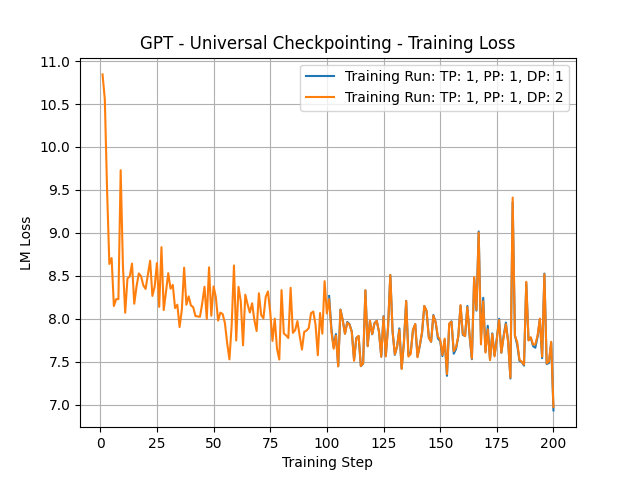 GPT - Universal Checkpointing - Training Loss
Training Run: TP: 1, PP: 1, DP: 1
Training Run: TP: 1, PP: 1, DP: 2
LM Loss
11.0
10.5
10.0
9.5
9.0
8.5
8.0
7.5
7.0
0 25 50 75 100 125 150 175 200
Training Step